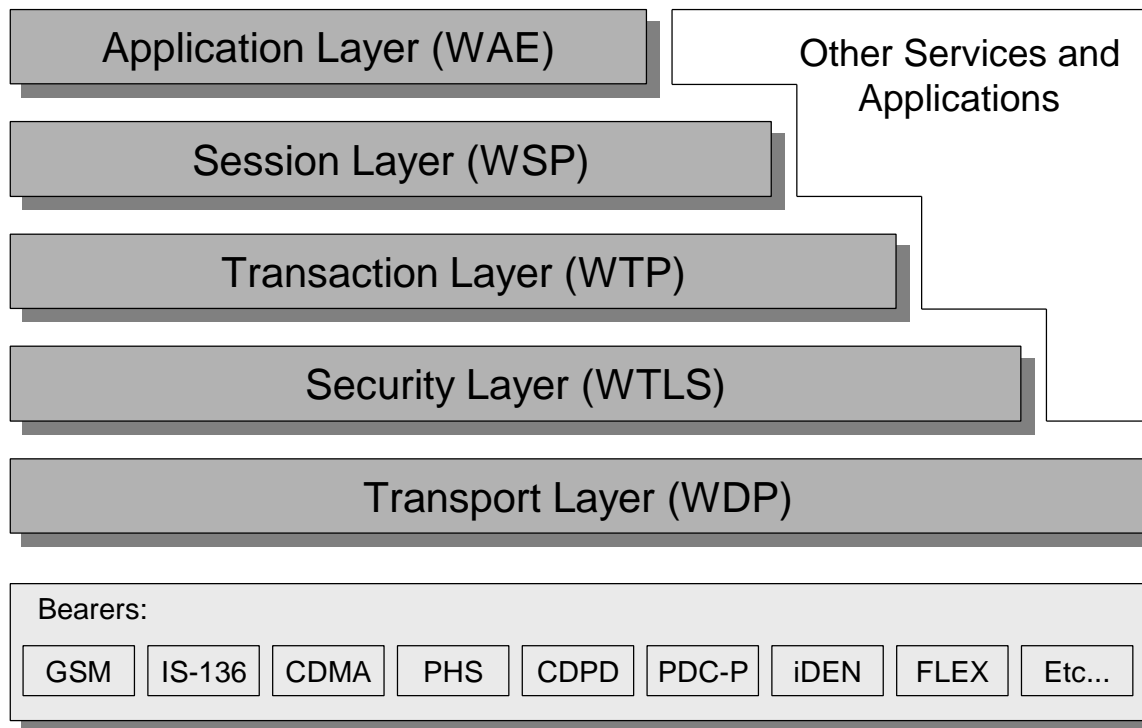 Application Layer (WAE)
Other Services and
Applications
Session Layer (WSP)
Transaction Layer (WTP)
Security Layer (WTLS)
Transport Layer (WDP)
Bearers:
GSM
IS-136
CDMA
PHS
CDPD
PDC-P
iDEN
FLEX
Etc...